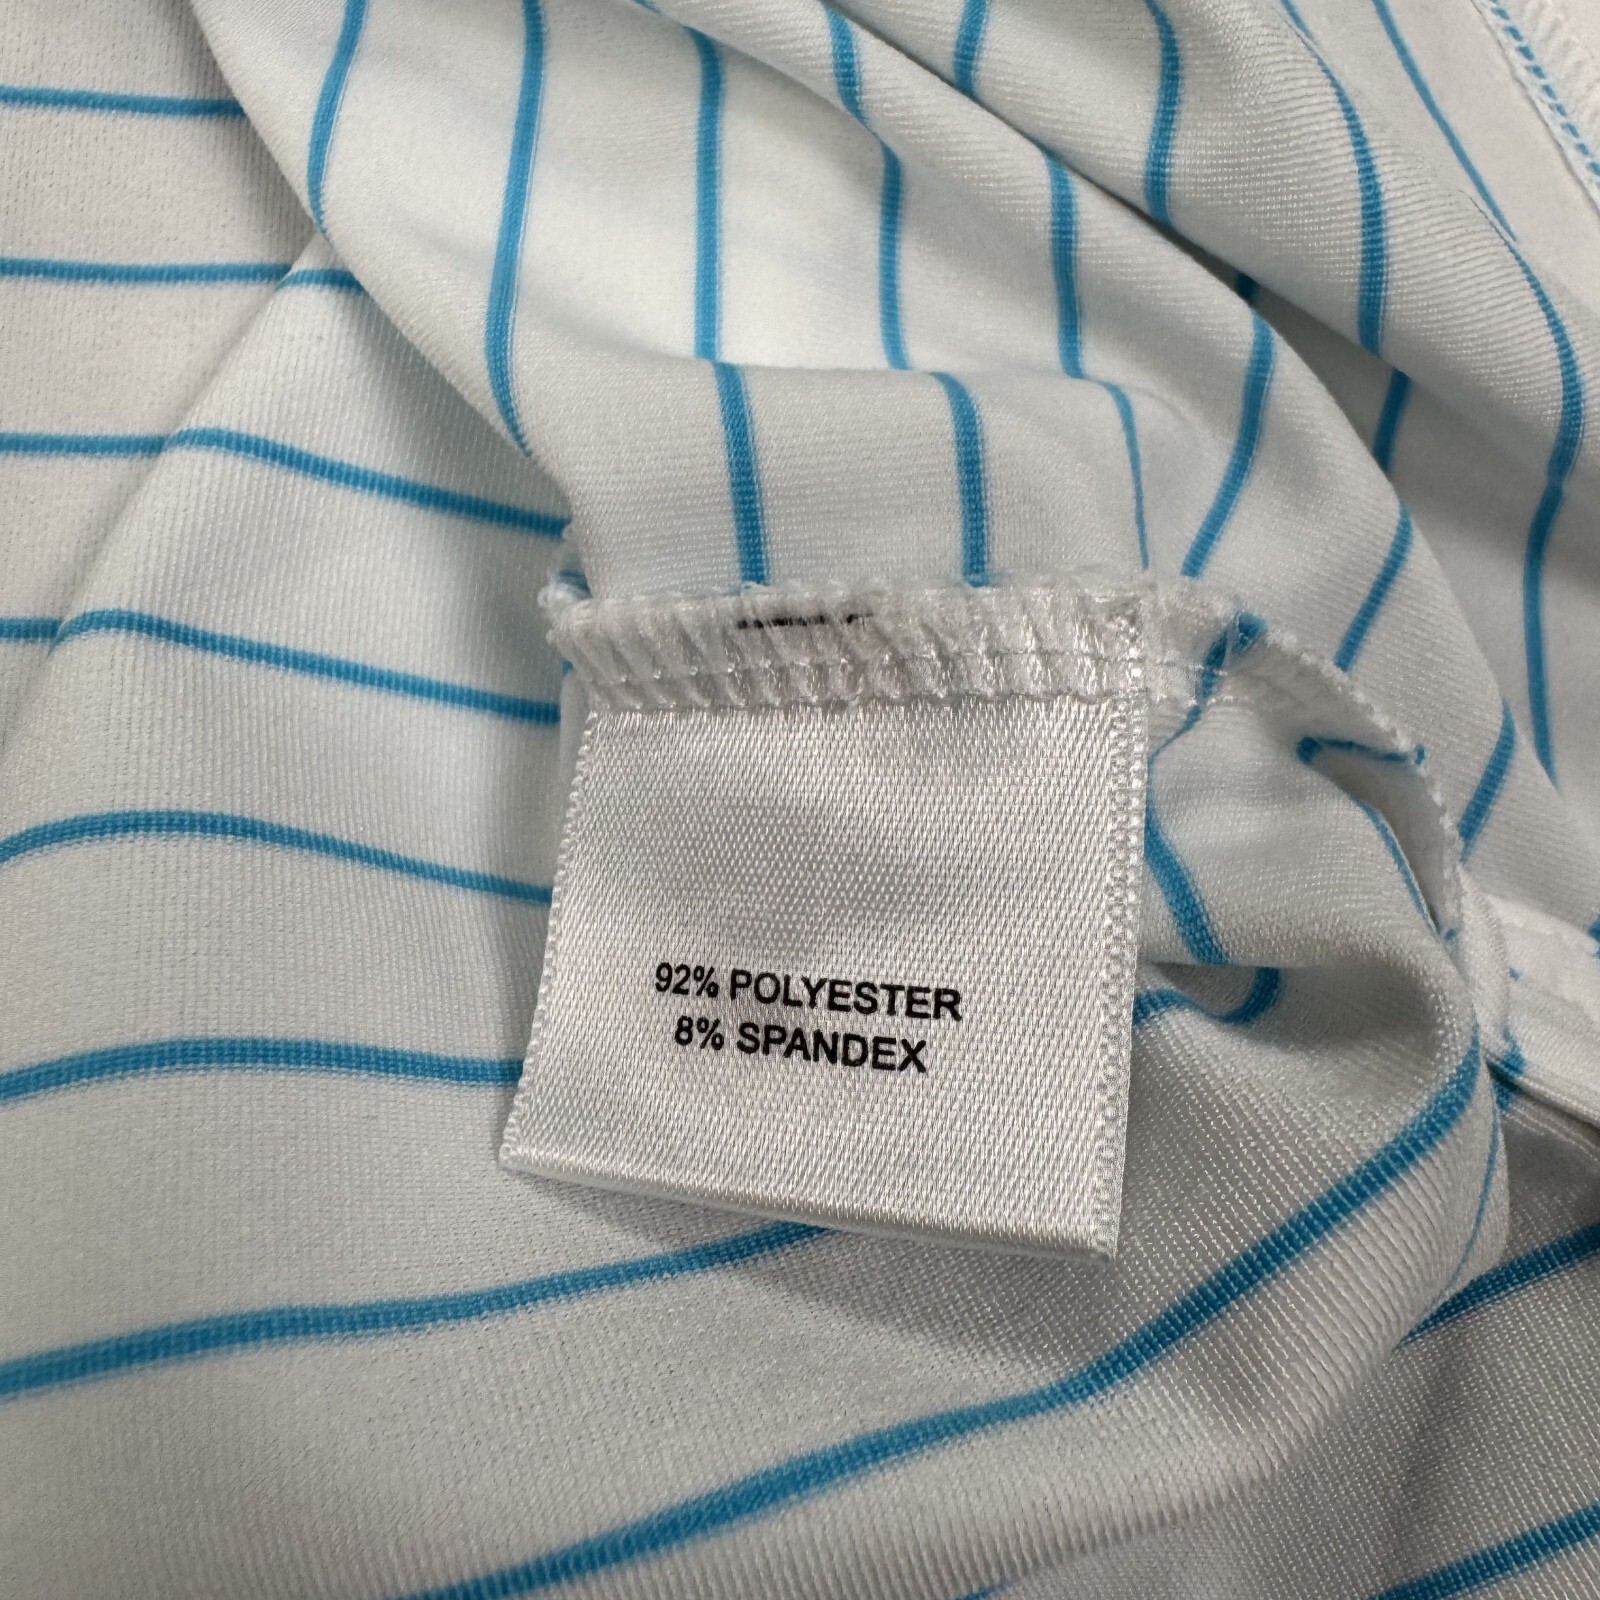 92% POLYESTER
8% SPANDEX